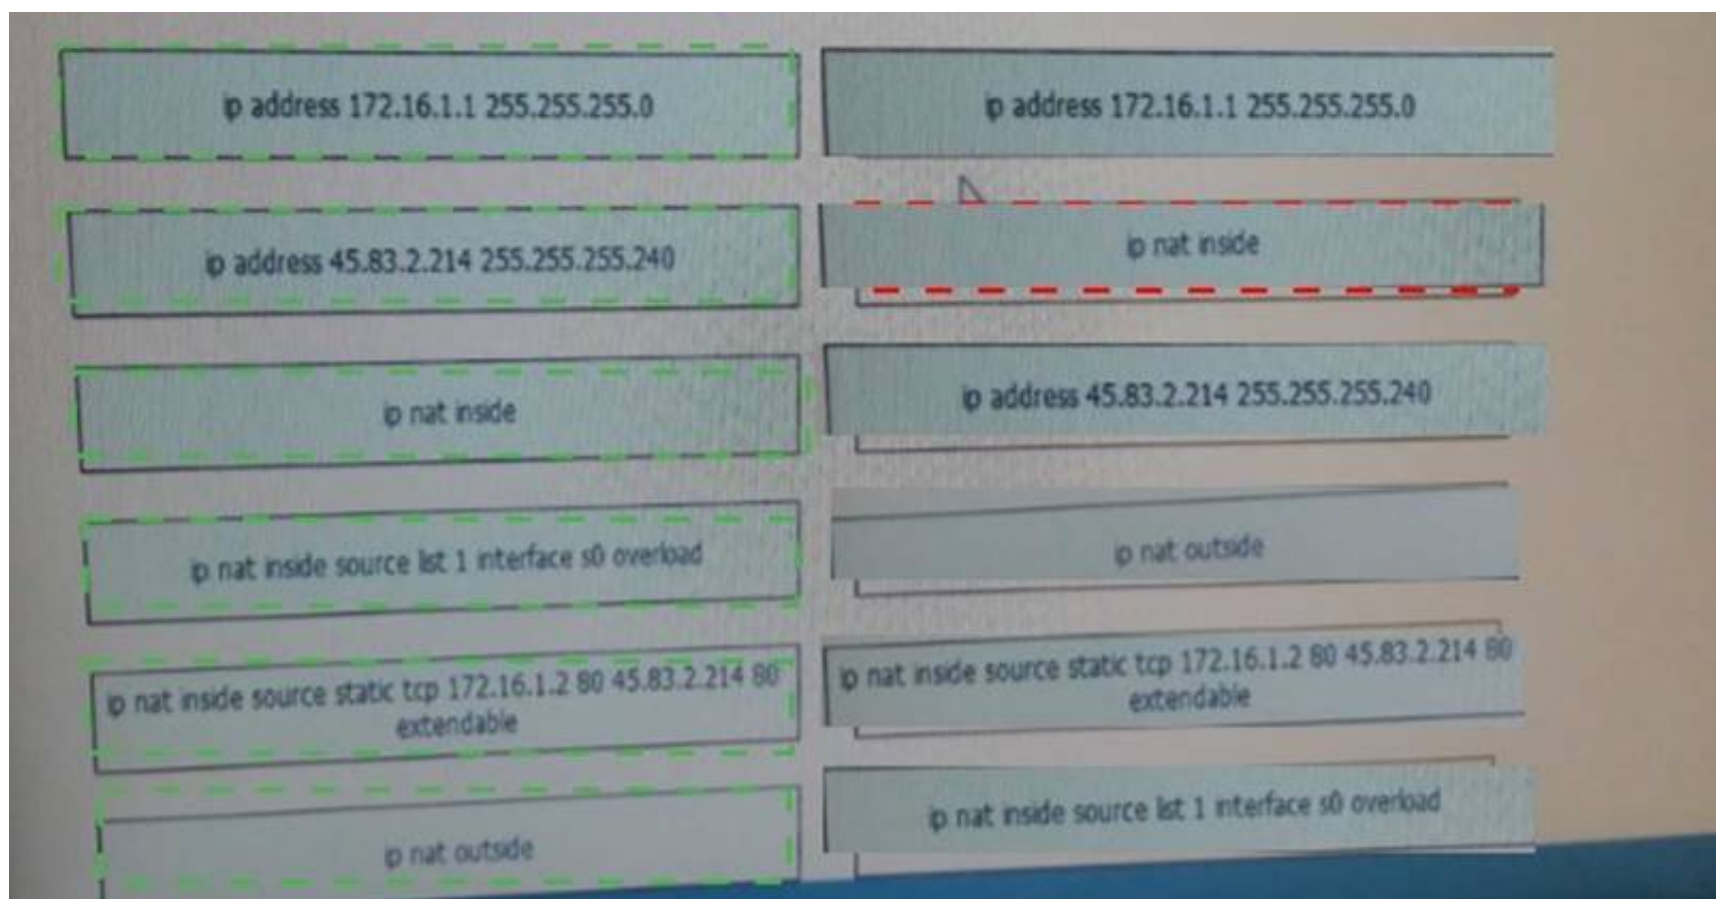 ip address 172.16.1.1 255.255.255.0
ip address 45.83.2.214 255.255.255.240
ip nat inside
ip nat inside source list 1 interface s0 overload
ip nat inside source static tcp 172.16.1.2 80 45.83.2.214 80
extendable
ip nat outside
ip address 172.16.1.1 255.255.255.0
ip nat inside
ip address 45.83.2.214 255.255.255.240
ip nat outside
ip nat inside source static tcp 172.16.1.2 80 45.83.2.214 80
extendable
ip nat inside source list 1 interface s0 overload